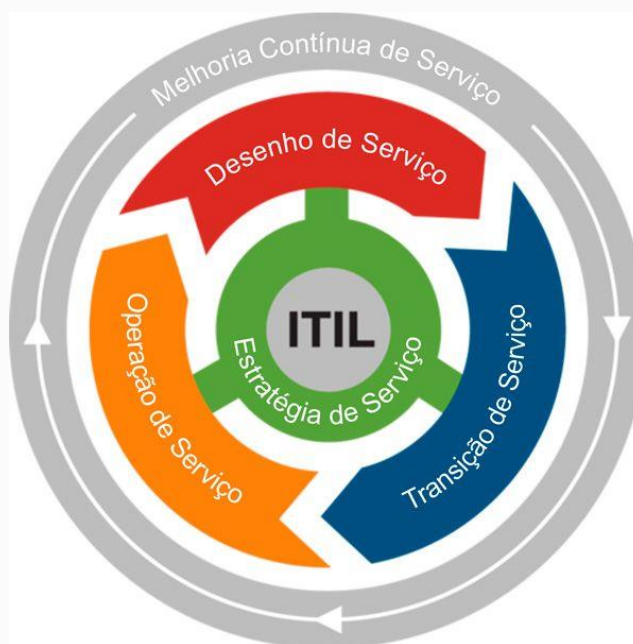 Melhoria Contínua de Serviço
Desenho de Serviço
Transição de Serviço
Operação de Serviço
Estratégia de Serviço
ITIL